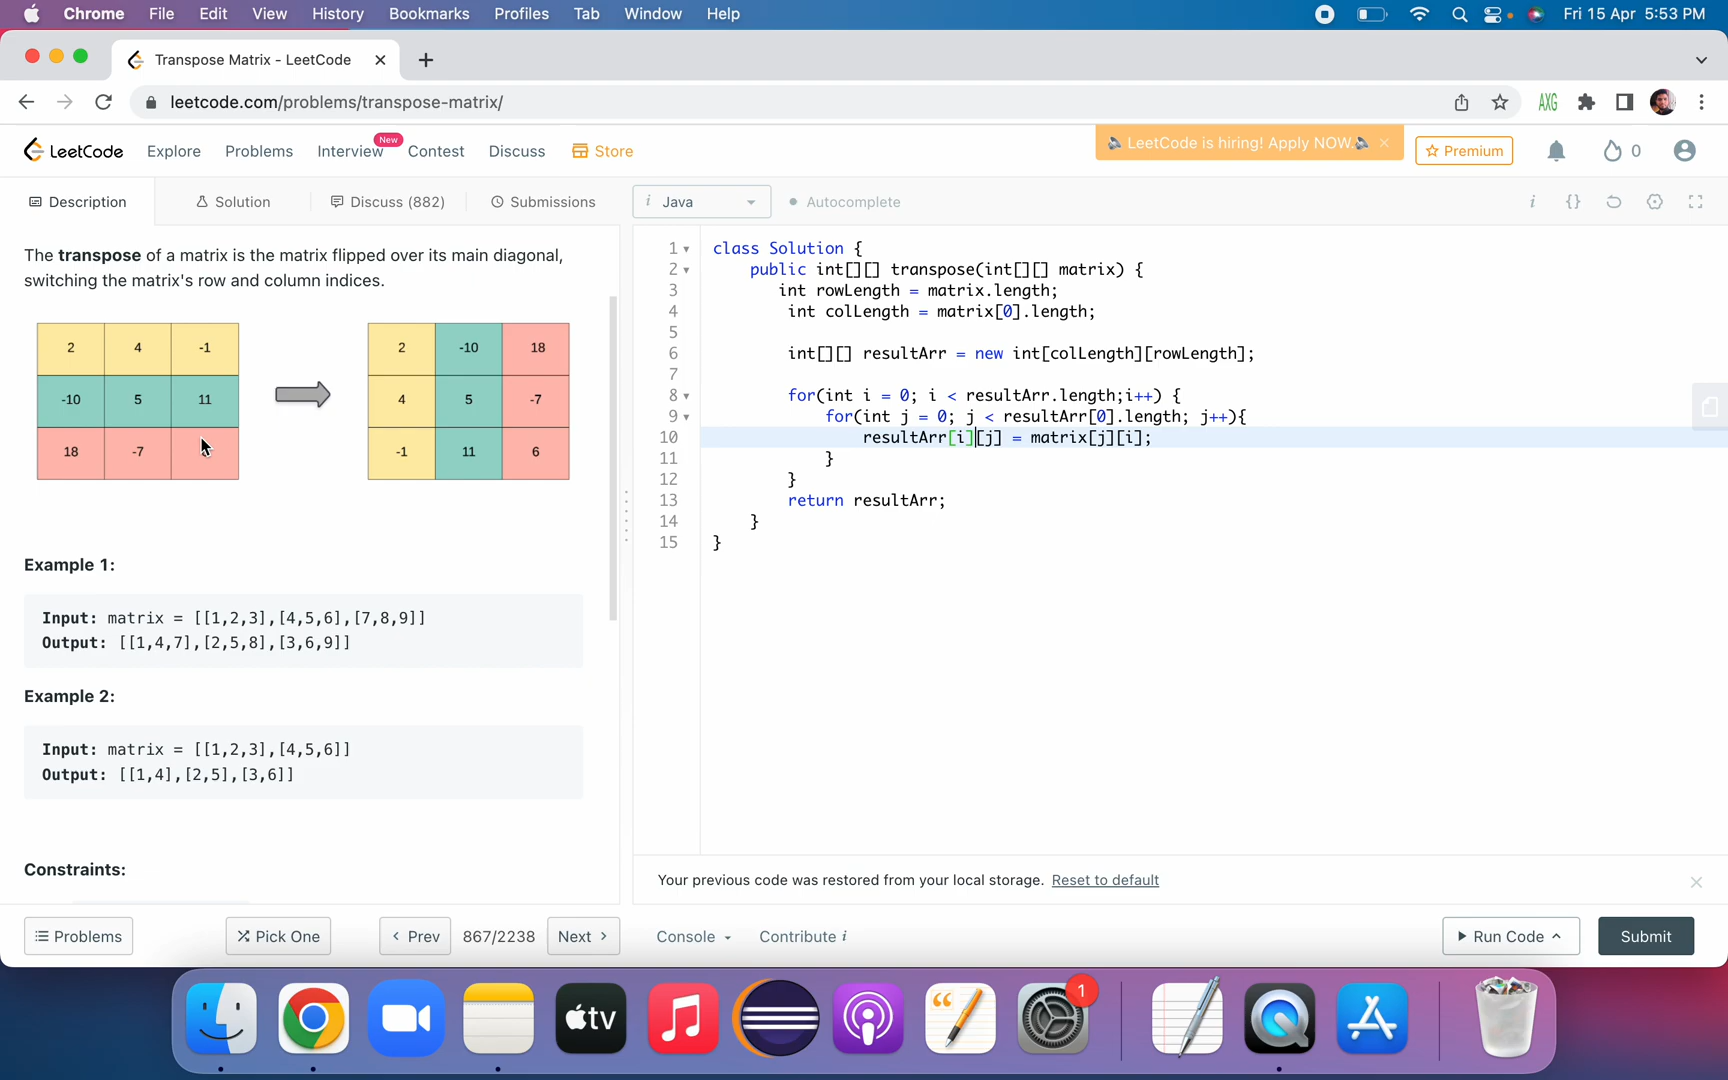 Chrome File Edit View History Bookmarks Profiles Tab Window Help Fri 15 Apr 5:53 PM
Transpose Matrix - LeetCode
leetcode.com/problems/transpose-matrix/
AXG
LeetCode Explore Problems Interview New Contest Discuss Store LeetCode is hiring! Apply NOW. Premium 0
Description Solution Discuss (882) Submissions i Java Autocomplete
The transpose of a matrix is the matrix flipped over its main diagonal,
switching the matrix's row and column indices.
2 4 -1 2 -10 18
-10 5 11 4 5 -7
18 -7 -1 11 6
Example 1:
Input: matrix = [[1,2,3],[4,5,6],[7,8,9]]
Output: [[1,4,7],[2,5,8],[3,6,9]]
Example 2:
Input: matrix = [[1,2,3],[4,5,6]]
Output: [[1,4],[2,5],[3,6]]
Constraints:
1 class Solution {
2 public int[][] transpose(int[][] matrix) {
3 int rowLength = matrix.length;
4 int colLength = matrix[0].length;
5
6 int[][] resultArr = new int[colLength][rowLength];
7
8 for(int i = 0; i < resultArr.length;i++) {
9 for(int j = 0; j < resultArr[0].length; j++){
10 resultArr[i][j] = matrix[j][i];
11 }
12 }
13 return resultArr;
14 }
15 }
Your previous code was restored from your local storage. Reset to default
Problems Pick One Prev 867/2238 Next Console Contribute i Run Code Submit
tv
1